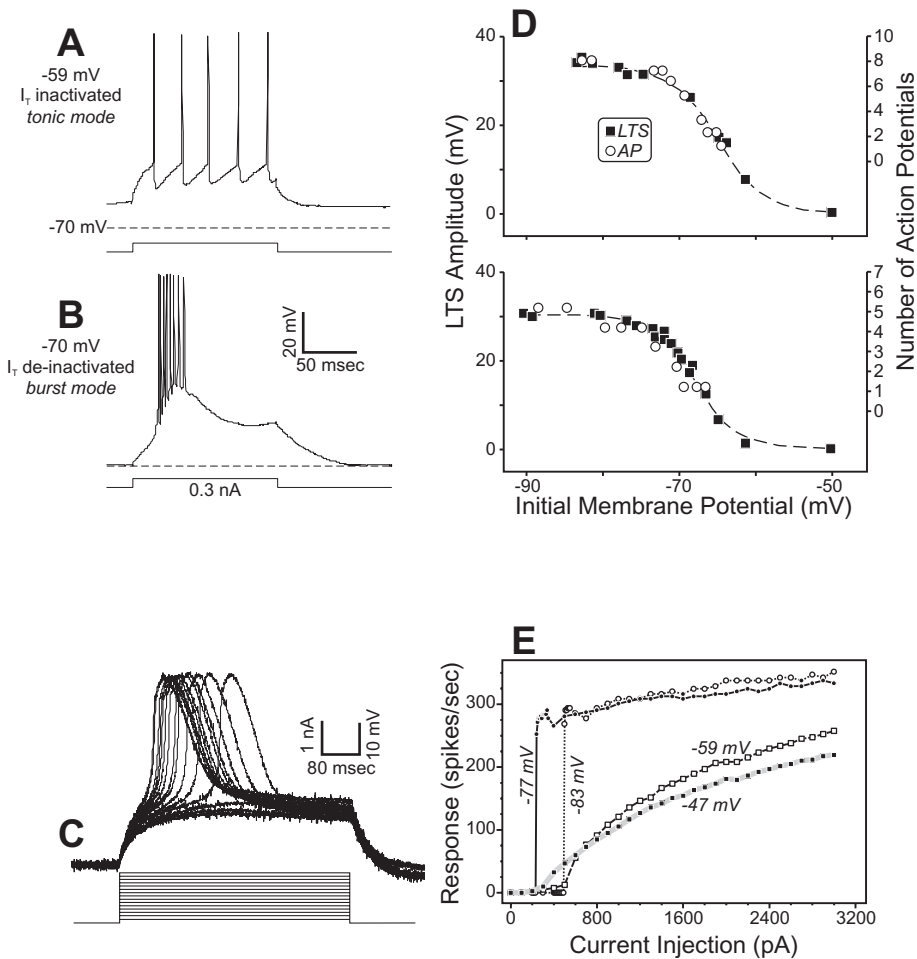 A
-59 mV
I_T inactivated
tonic mode
-70 mV
B
-70 mV
I_T de-inactivated
burst mode
20 mV
50 msec
0.3 nA
C
1 nA
10 mV
80 msec
D
LTS Amplitude (mV)
Number of Action Potentials
40
20
0
10
8
6
4
2
0
LTS
AP
40
20
0
7
6
5
4
3
2
1
0
-90
-70
-50
Initial Membrane Potential (mV)
E
Response (spikes/sec)
300
200
100
0
-77 mV
-83 mV
-59 mV
-47 mV
0
800
1600
2400
3200
Current Injection (pA)